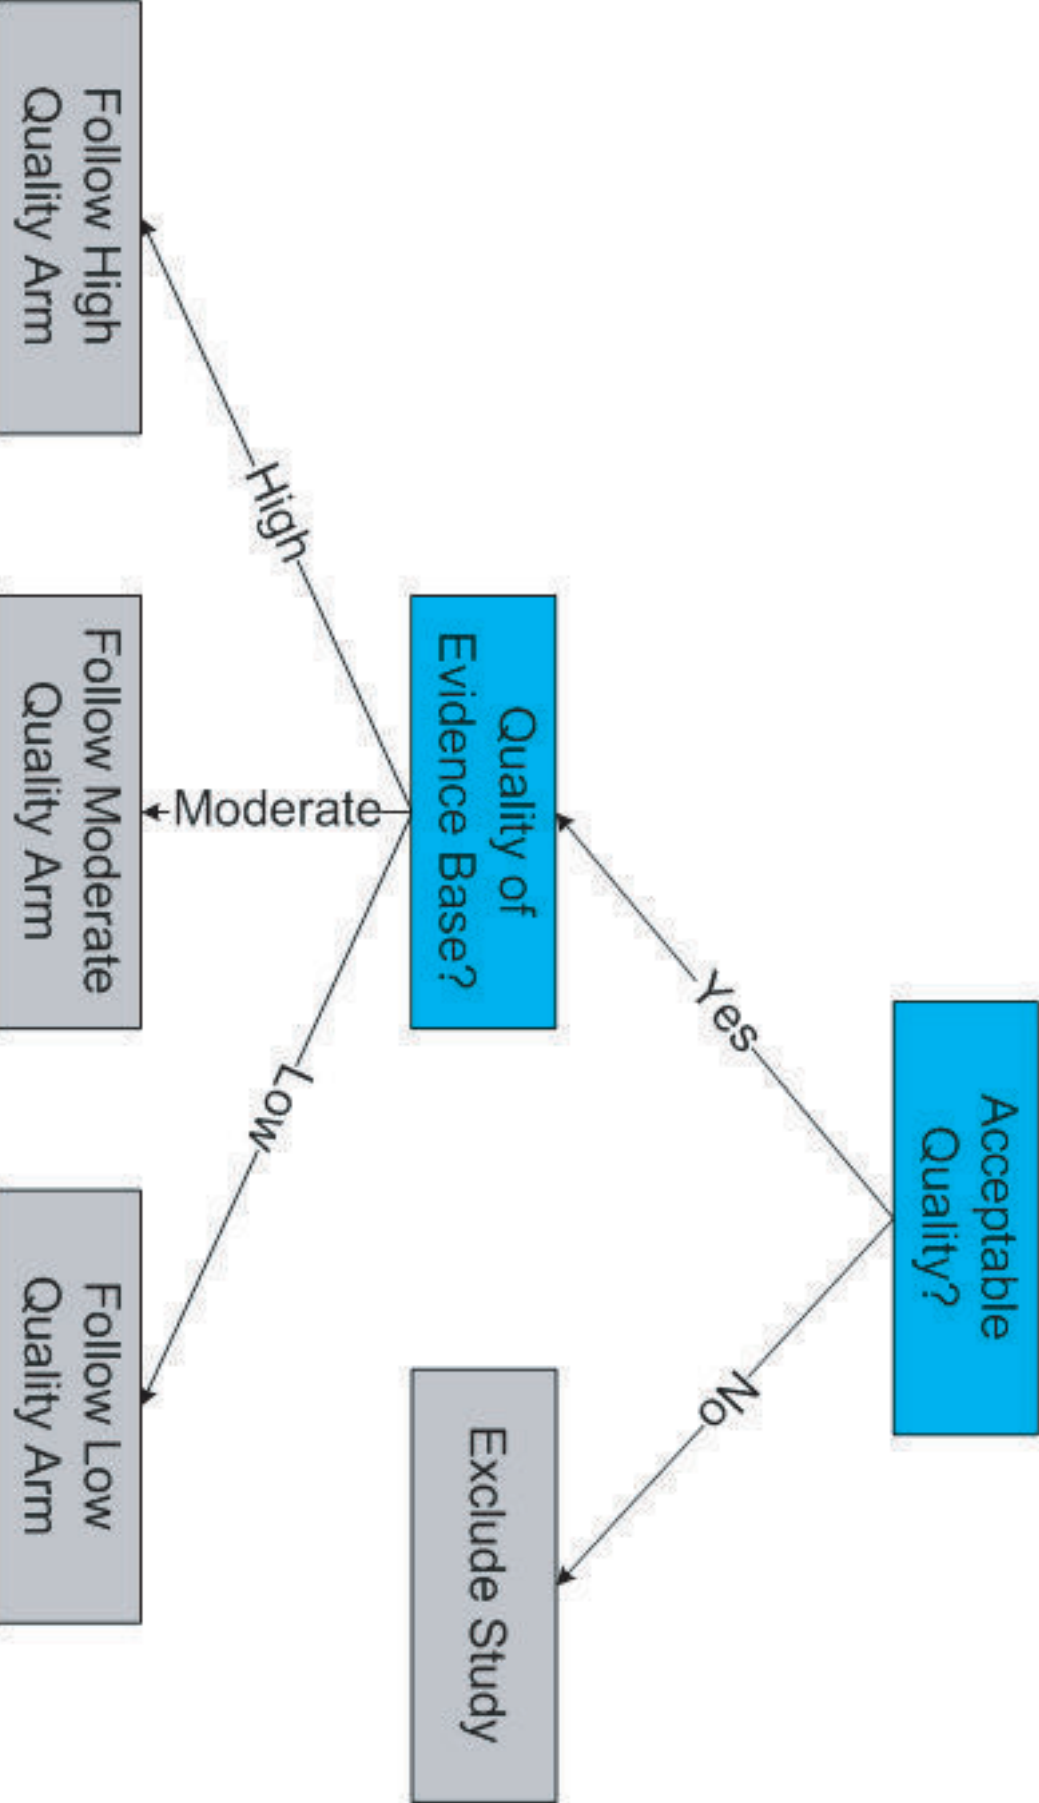 Acceptable
Quality?
Yes
No
Quality of
Evidence Base?
Exclude Study
High
Moderate
Low
Follow High
Quality Arm
Follow Moderate
Quality Arm
Follow Low
Quality Arm